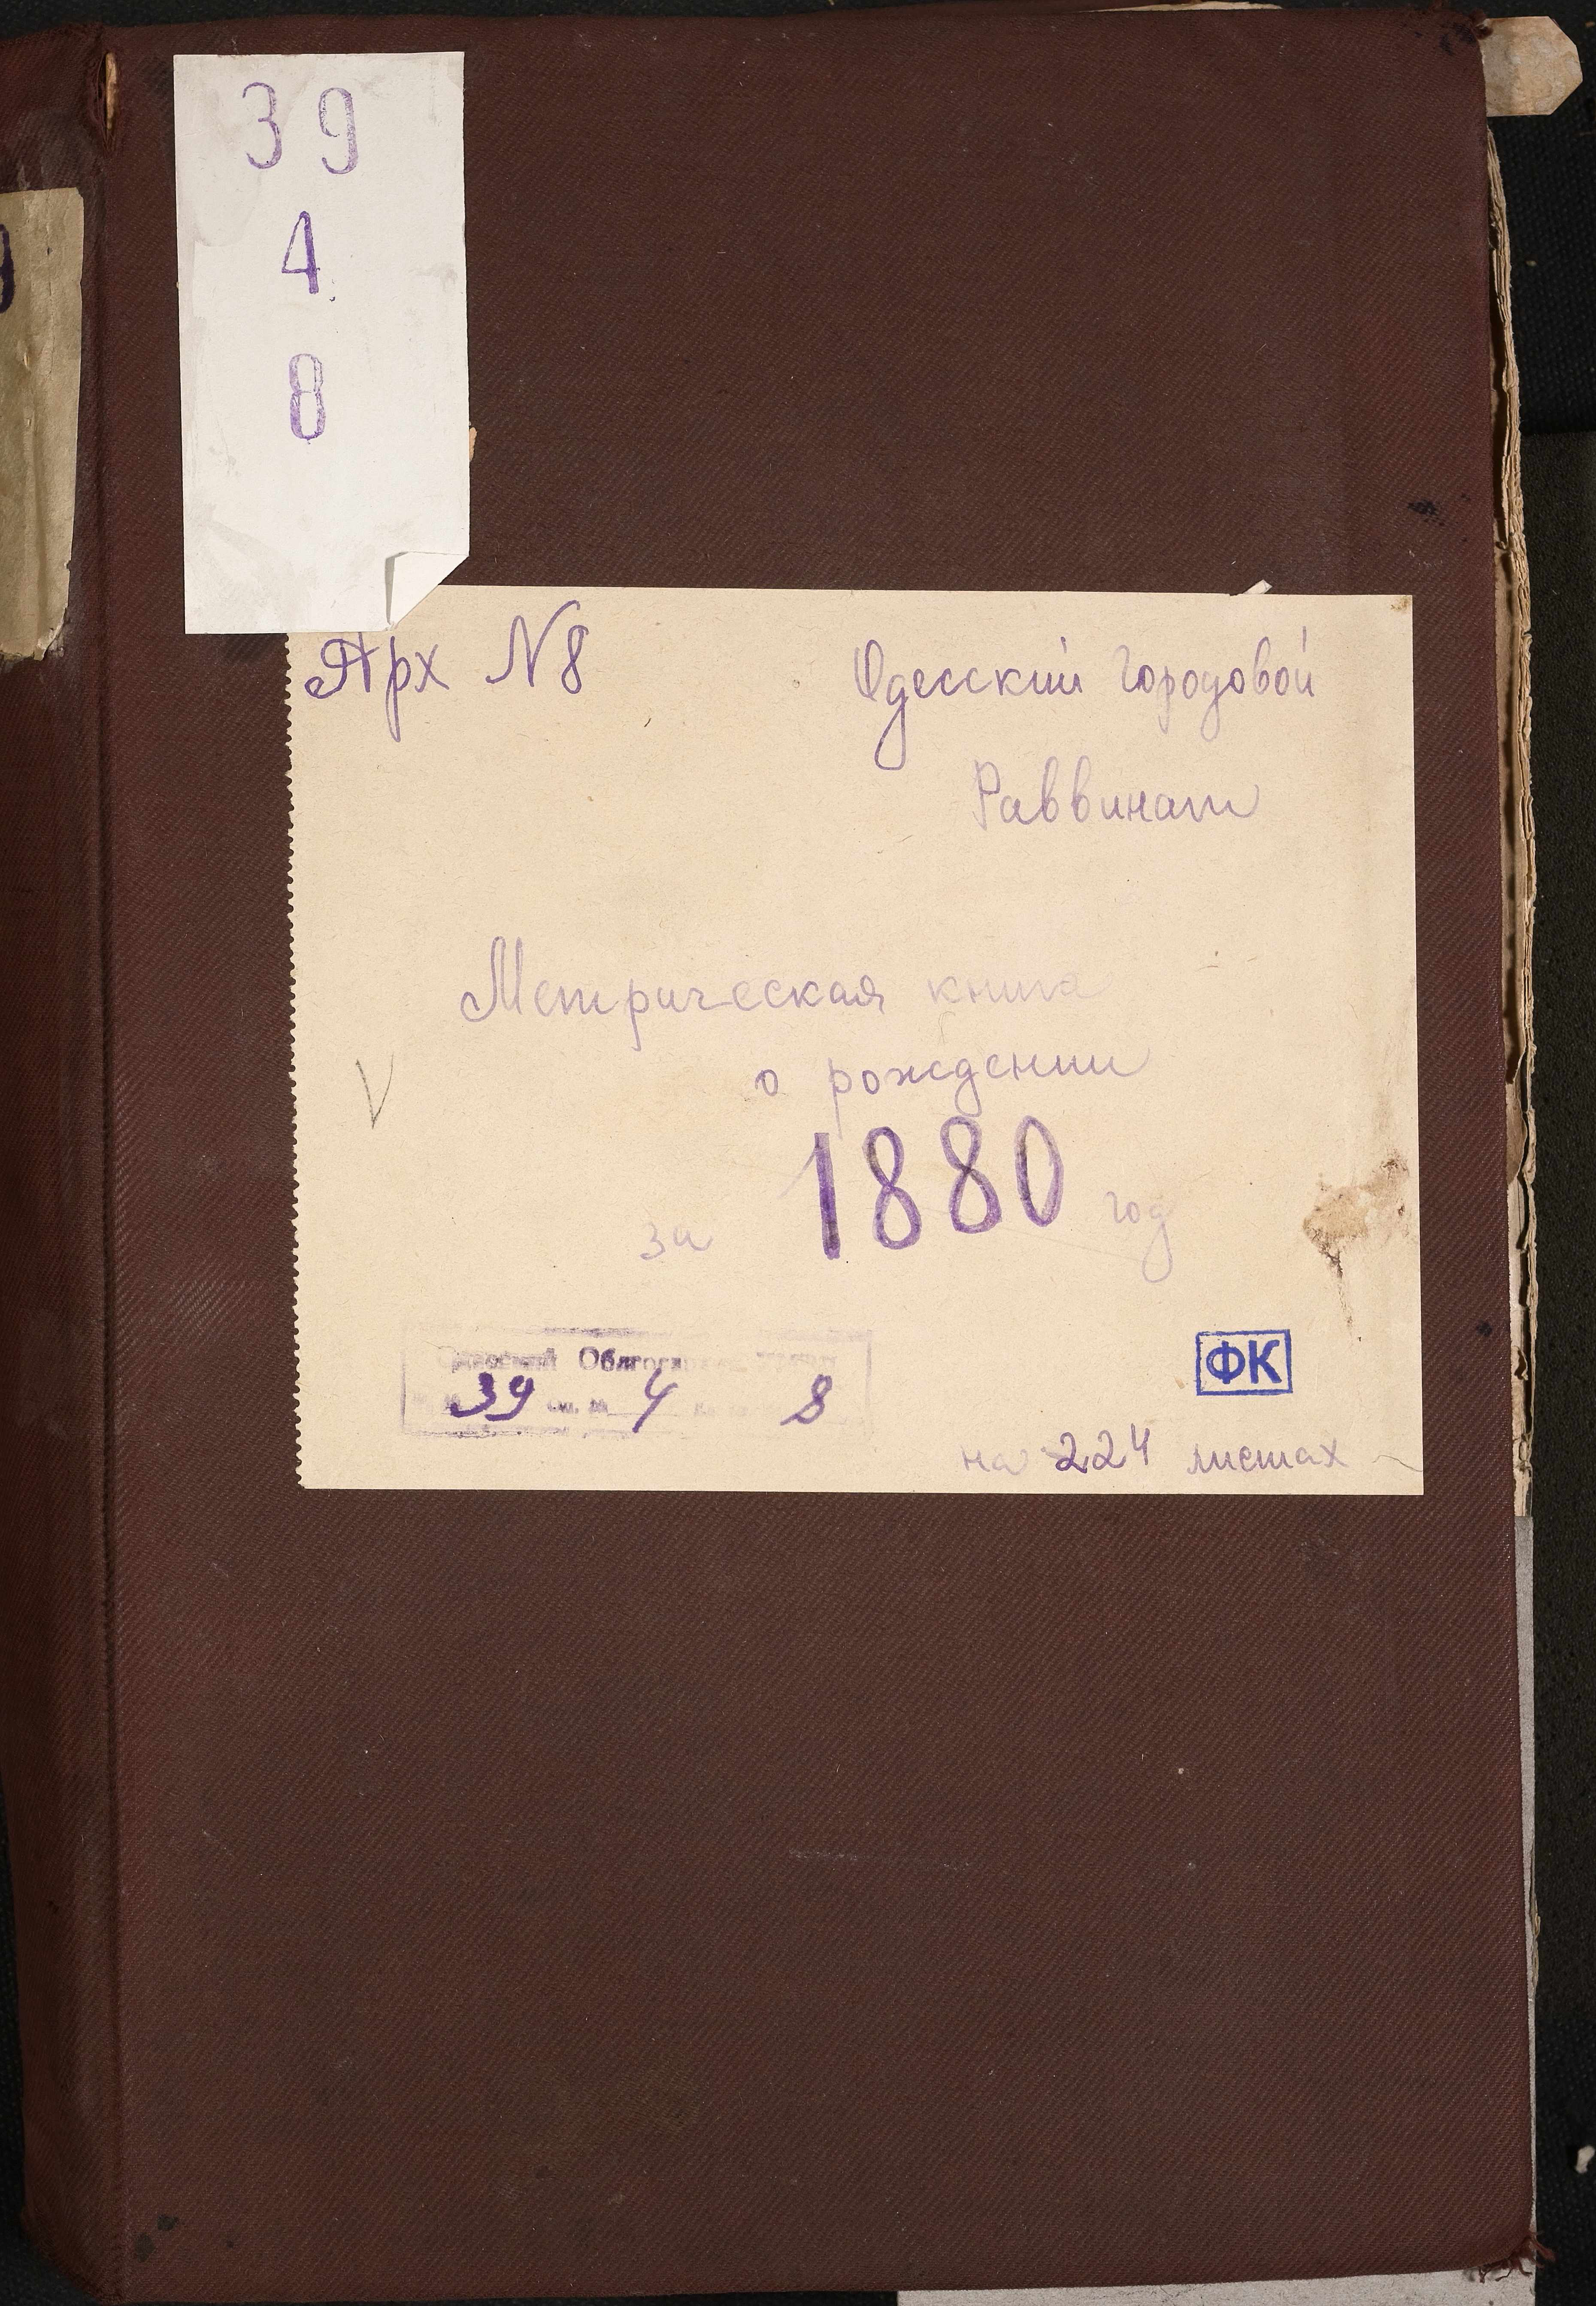 39
4
8
Арх N8
Одесский городовой
Раввинат
Метрическая книга
о рождении
за 1880 год
39 4 8
ФК
на 224 листах